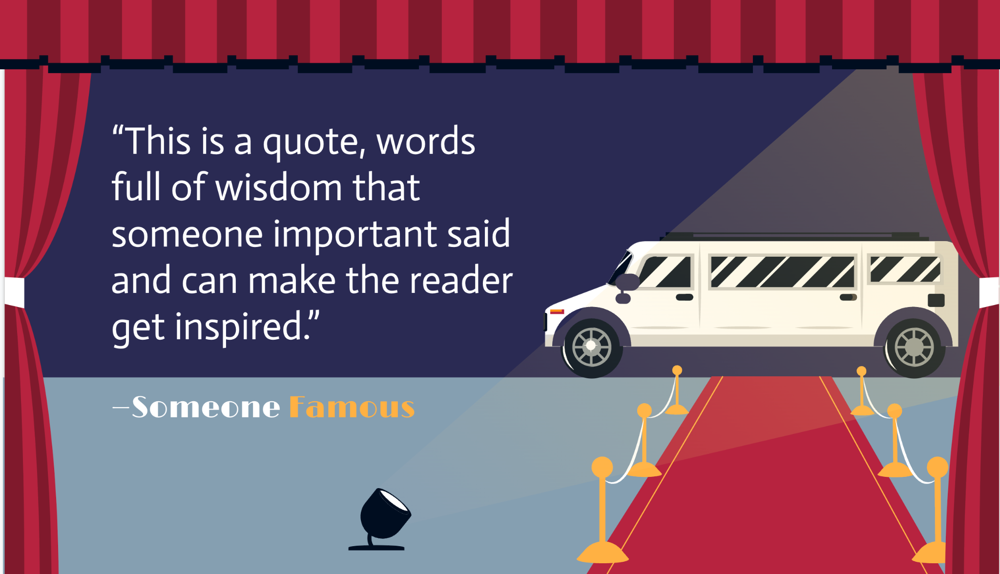 “This is a quote, words
full of wisdom that
someone important said
and can make the reader
get inspired.”
–Someone Famous